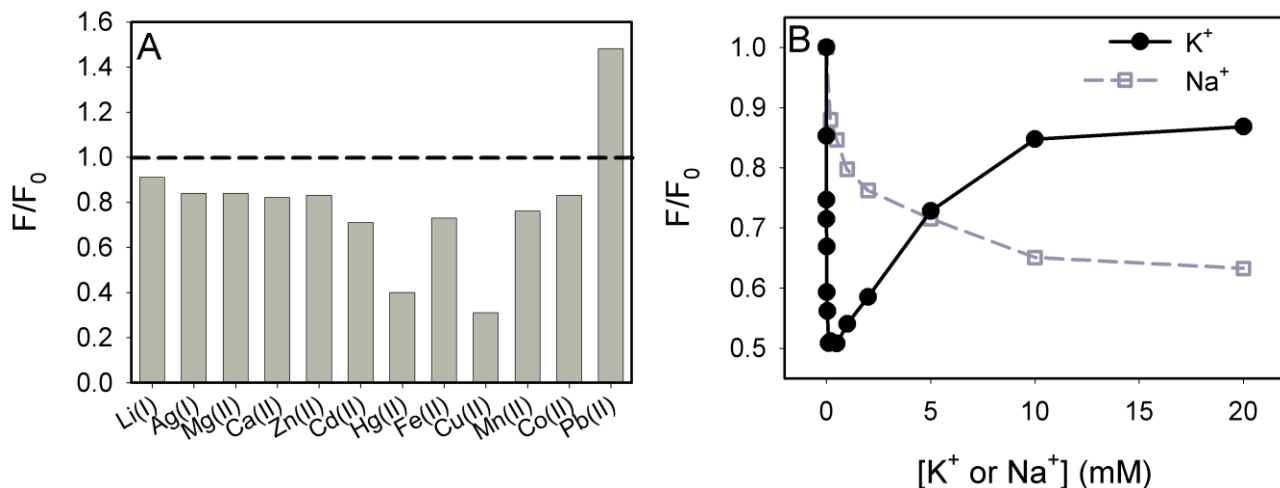 A
F/F₀
1.6
1.4
1.2
1.0
0.8
0.6
0.4
0.2
0.0
Li(I)
Ag(I)
Mg(II)
Ca(II)
Zn(II)
Cd(II)
Hg(II)
Fe(II)
Cu(II)
Mn(II)
Co(II)
Pb(II)
B
K⁺
Na⁺
F/F₀
1.0
0.9
0.8
0.7
0.6
0.5
0 5 10 15 20
[K⁺ or Na⁺] (mM)